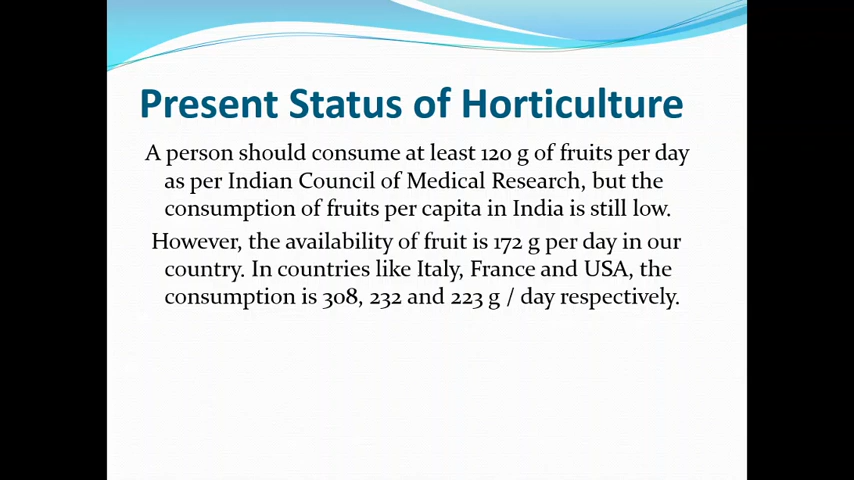 Present Status of Horticulture
A person should consume at least 120 g of fruits per day
as per Indian Council of Medical Research, but the
consumption of fruits per capita in India is still low.
However, the availability of fruit is 172 g per day in our
country. In countries like Italy, France and USA, the
consumption is 308, 232 and 223 g / day respectively.